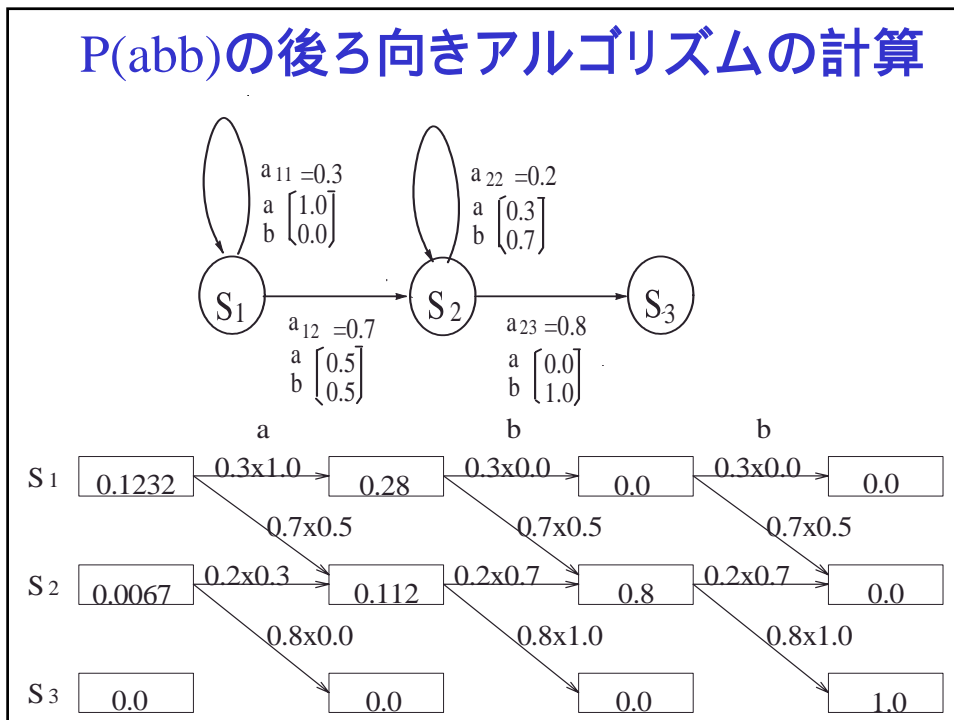 P(abb)の後ろ向きアルゴリズムの計算
a11 =0.3
a [1.0]
b [0.0]
a22 =0.2
a [0.3]
b [0.7]
S1
S2
S3
a12 =0.7
a [0.5]
b [0.5]
a23 =0.8
a [0.0]
b [1.0]
a b b
S1 0.1232 0.3x1.0 0.28 0.3x0.0 0.0 0.3x0.0 0.0
0.7x0.5 0.7x0.5 0.7x0.5
S2 0.0067 0.2x0.3 0.112 0.2x0.7 0.8 0.2x0.7 0.0
0.8x0.0 0.8x1.0 0.8x1.0
S3 0.0 0.0 0.0 1.0